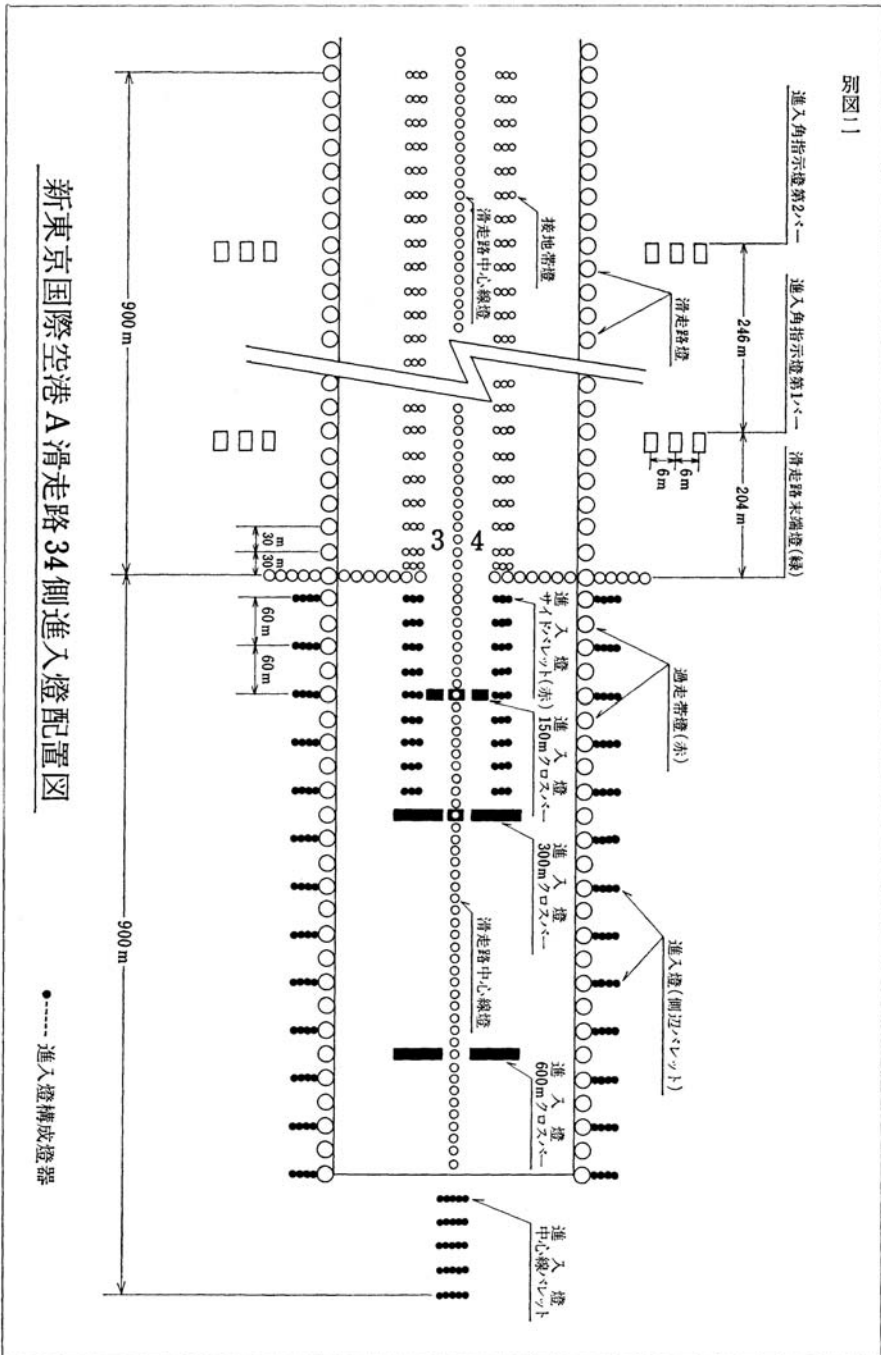 別図11
進入角指示燈第2バー
進入角指示燈第1バー
滑走路末端燈(緑)
246m
204m
6m
6m
滑走路燈
接地帯燈
滑走路中心線燈
過走帯燈(赤)
進入燈(側辺バレット)
3 4
進入燈
サイドバレット(赤)
進入燈
150mクロスバー
進入燈
300mクロスバー
滑走路中心線燈
進入燈
600mクロスバー
進入燈
中心線バレット
30m
30m
60m
60m
900m
900m
新東京国際空港A滑走路34側進入燈配置図
●---- 進入燈構成燈器